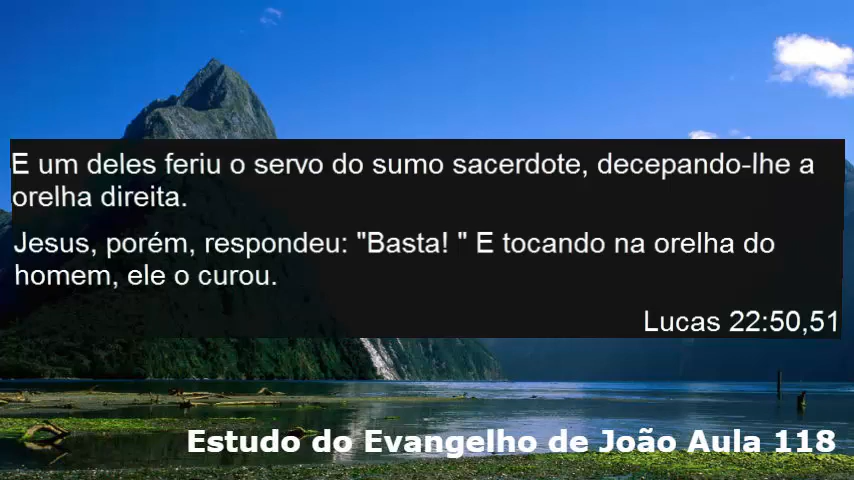 E um deles feriu o servo do sumo sacerdote, decepando-lhe a
orelha direita.
Jesus, porém, respondeu: "Basta! " E tocando na orelha do
homem, ele o curou.
Lucas 22:50,51
Estudo do Evangelho de João Aula 118